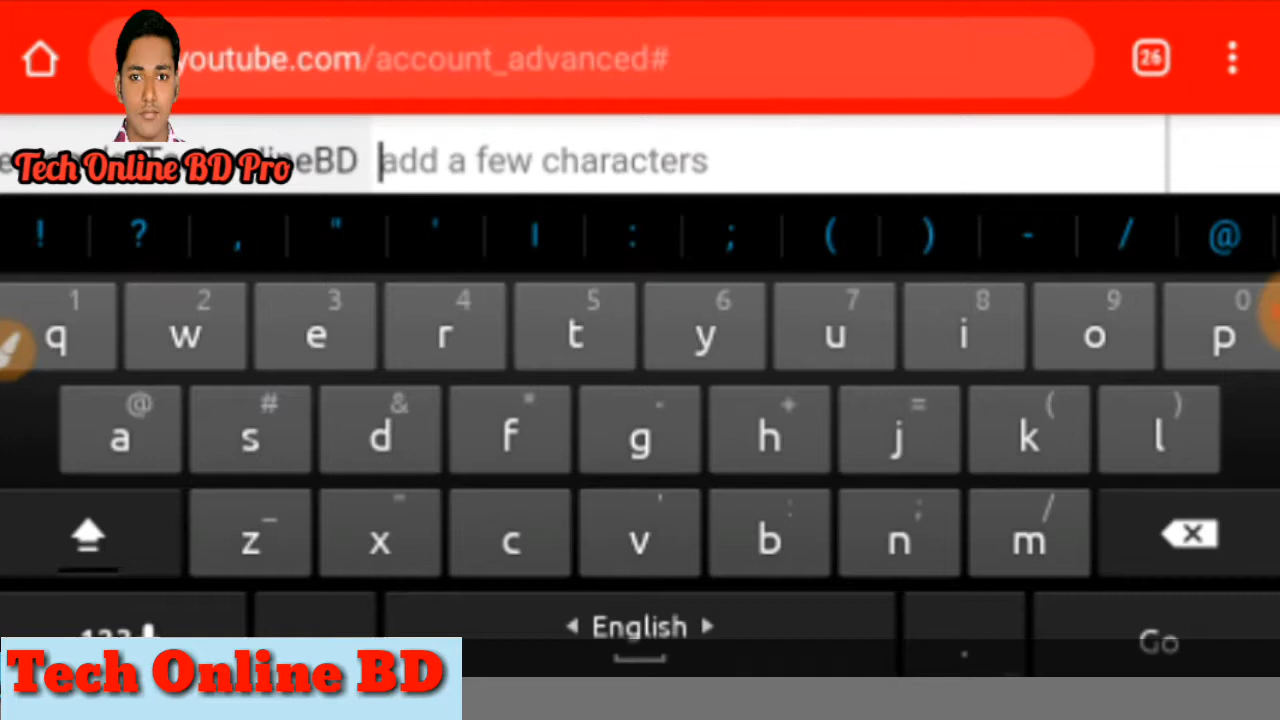 youtube.com/account_advanced# 26
Tech Online BD Pro
ineBD add a few characters
! ? , " ' । : ; ( ) - / @
1 2 3 4 5 6 7 8 9 0
q w e r t y u i o p
@ # & * - + = ( )
a s d f g h j k l
_ " ' : ; /
z x c v b n m
English . Go
Tech Online BD